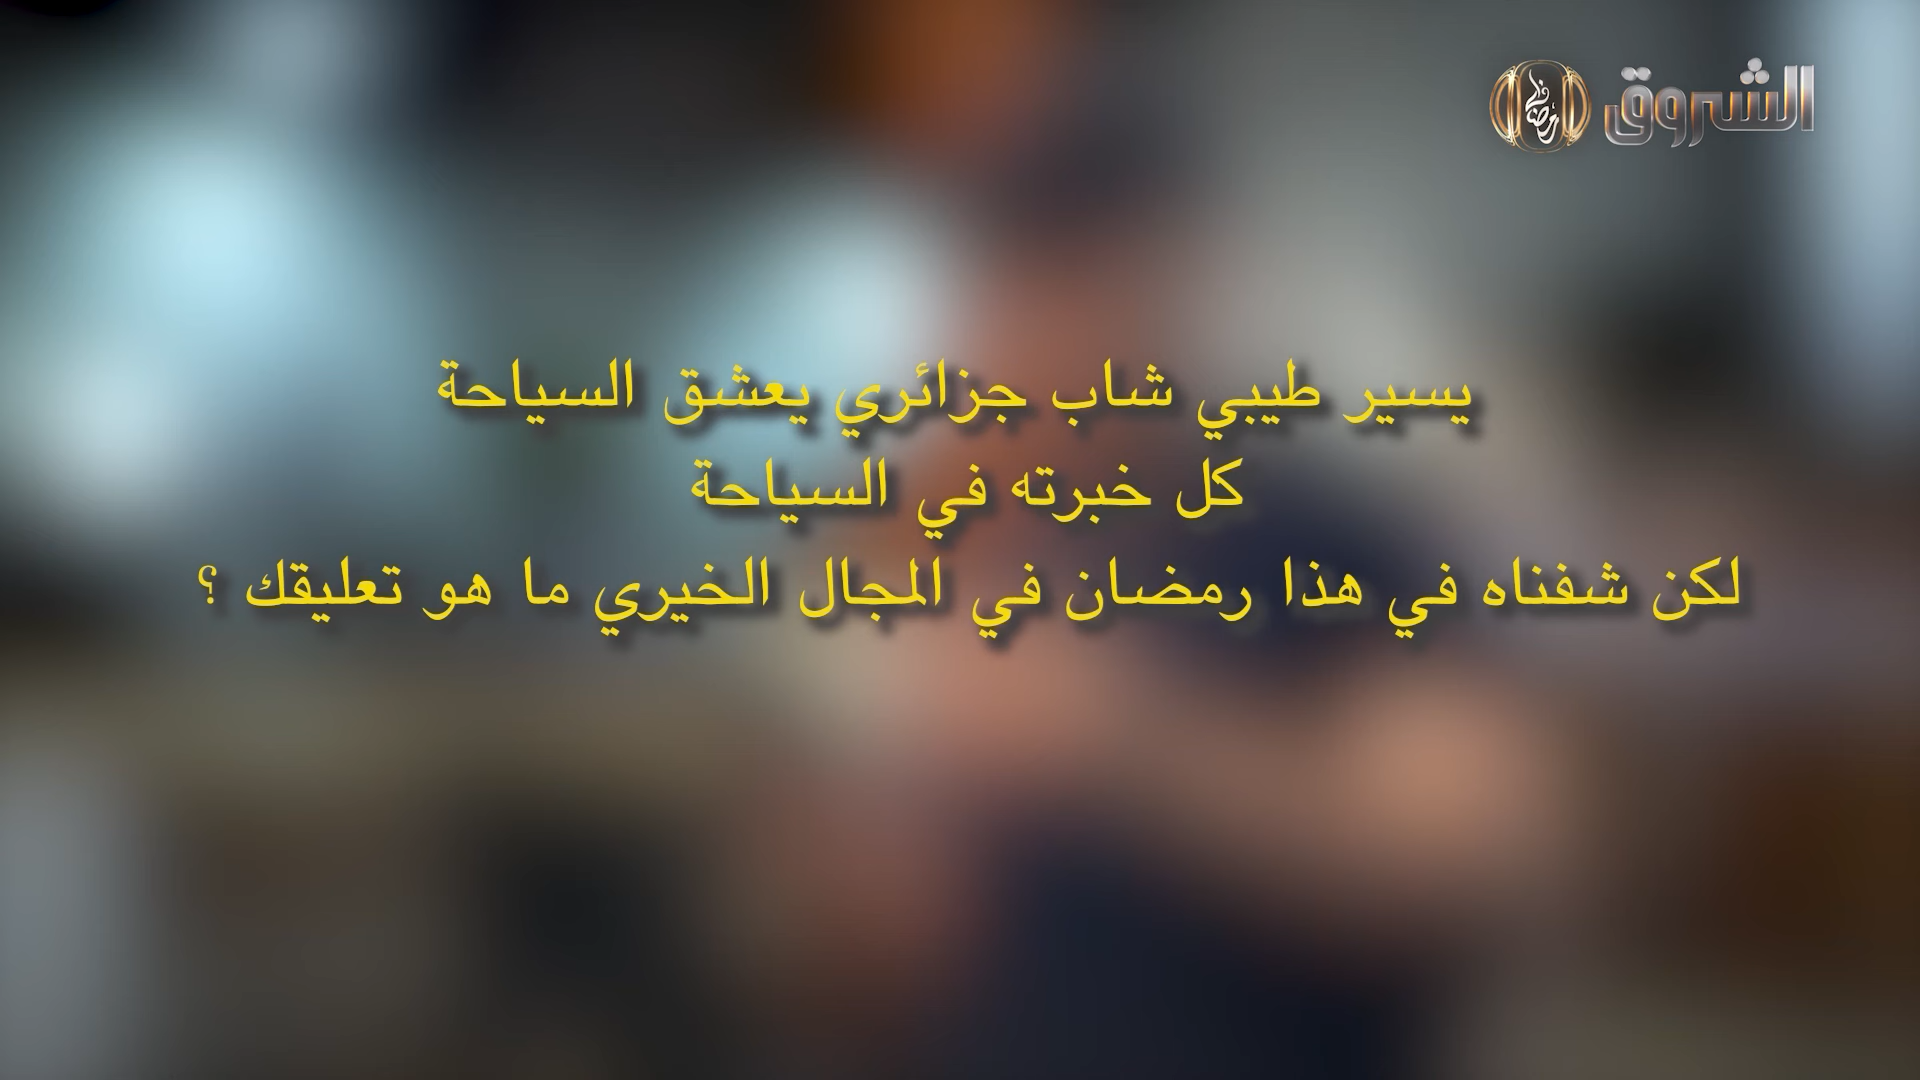 الشروق
رمضان
يسير طيبي شاب جزائري يعشق السياحة
كل خبرته في السياحة
لكن شفناه في هذا رمضان في المجال الخيري ما هو تعليقك ؟